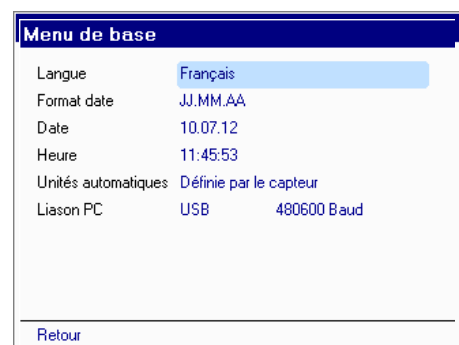 Menu de base
Langue Français
Format date JJ.MM.AA
Date 10.07.12
Heure 11:45:53
Unités automatiques Définie par le capteur
Liason PC USB 480600 Baud
Retour